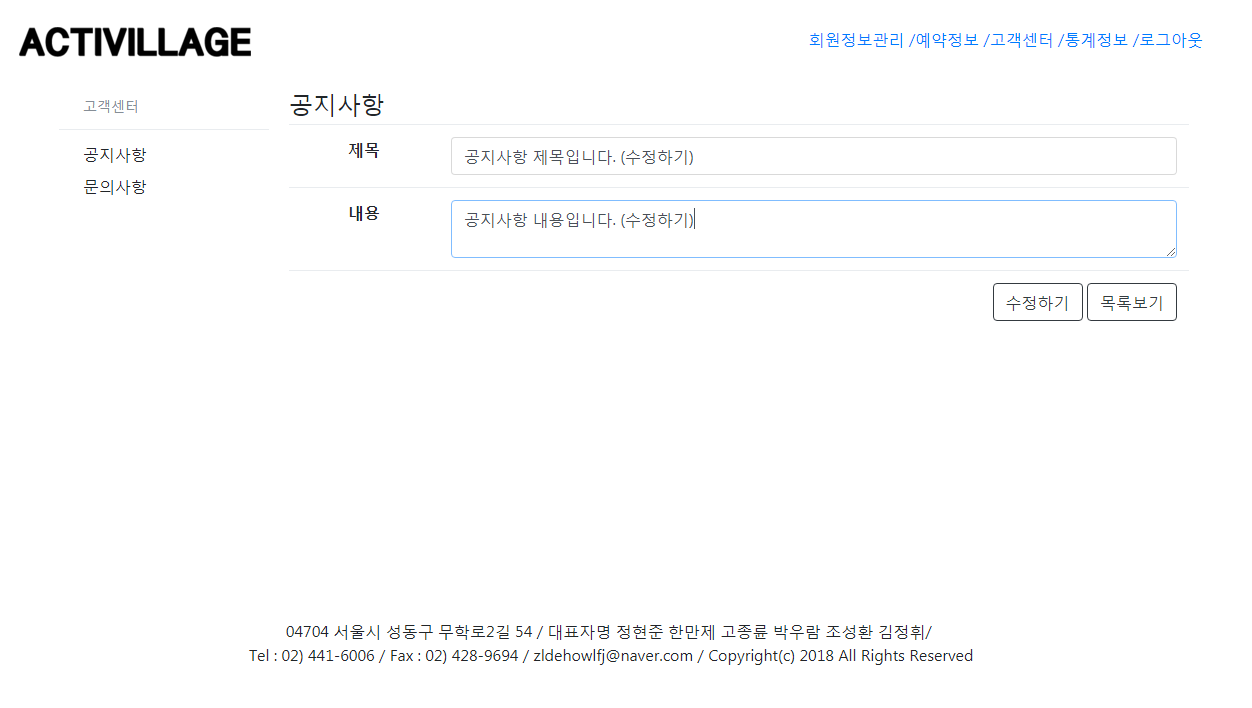 ACTIVILLAGE
회원정보관리 /예약정보 /고객센터 /통계정보 /로그아웃
고객센터
공지사항
문의사항
공지사항
제목
공지사항 제목입니다. (수정하기)
내용
공지사항 내용입니다. (수정하기)
수정하기 목록보기
04704 서울시 성동구 무학로2길 54 / 대표자명 정현준 한만제 고종륜 박우람 조성환 김정휘/
Tel : 02) 441-6006 / Fax : 02) 428-9694 / zldehowlfj@naver.com / Copyright(c) 2018 All Rights Reserved